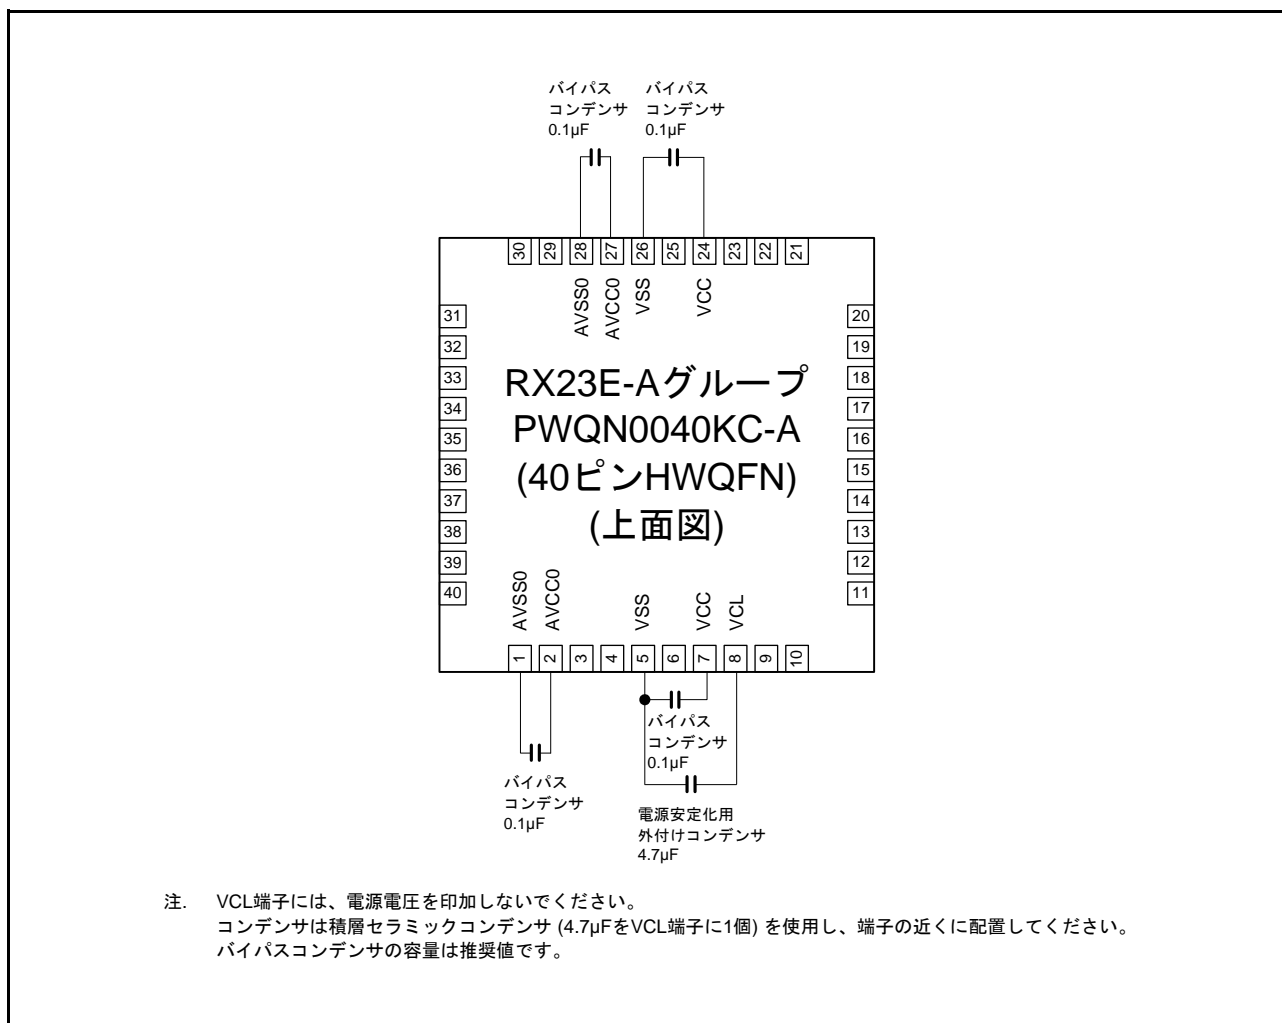 バイパス
コンデンサ
0.1µF
バイパス
コンデンサ
0.1µF
30
29
28
27
26
25
24
23
22
21
AVSS0
AVCC0
VSS
VCC
31
32
33
34
35
36
37
38
39
40
20
19
18
17
16
15
14
13
12
11
RX23E-Aグループ
PWQN0040KC-A
(40ピンHWQFN)
(上面図)
AVSS0
AVCC0
VSS
VCC
VCL
1
2
3
4
5
6
7
8
9
10
バイパス
コンデンサ
0.1µF
バイパス
コンデンサ
0.1µF
電源安定化用
外付けコンデンサ
4.7µF
注. VCL端子には、電源電圧を印加しないでください。
コンデンサは積層セラミックコンデンサ (4.7µFをVCL端子に1個) を使用し、端子の近くに配置してください。
バイパスコンデンサの容量は推奨値です。